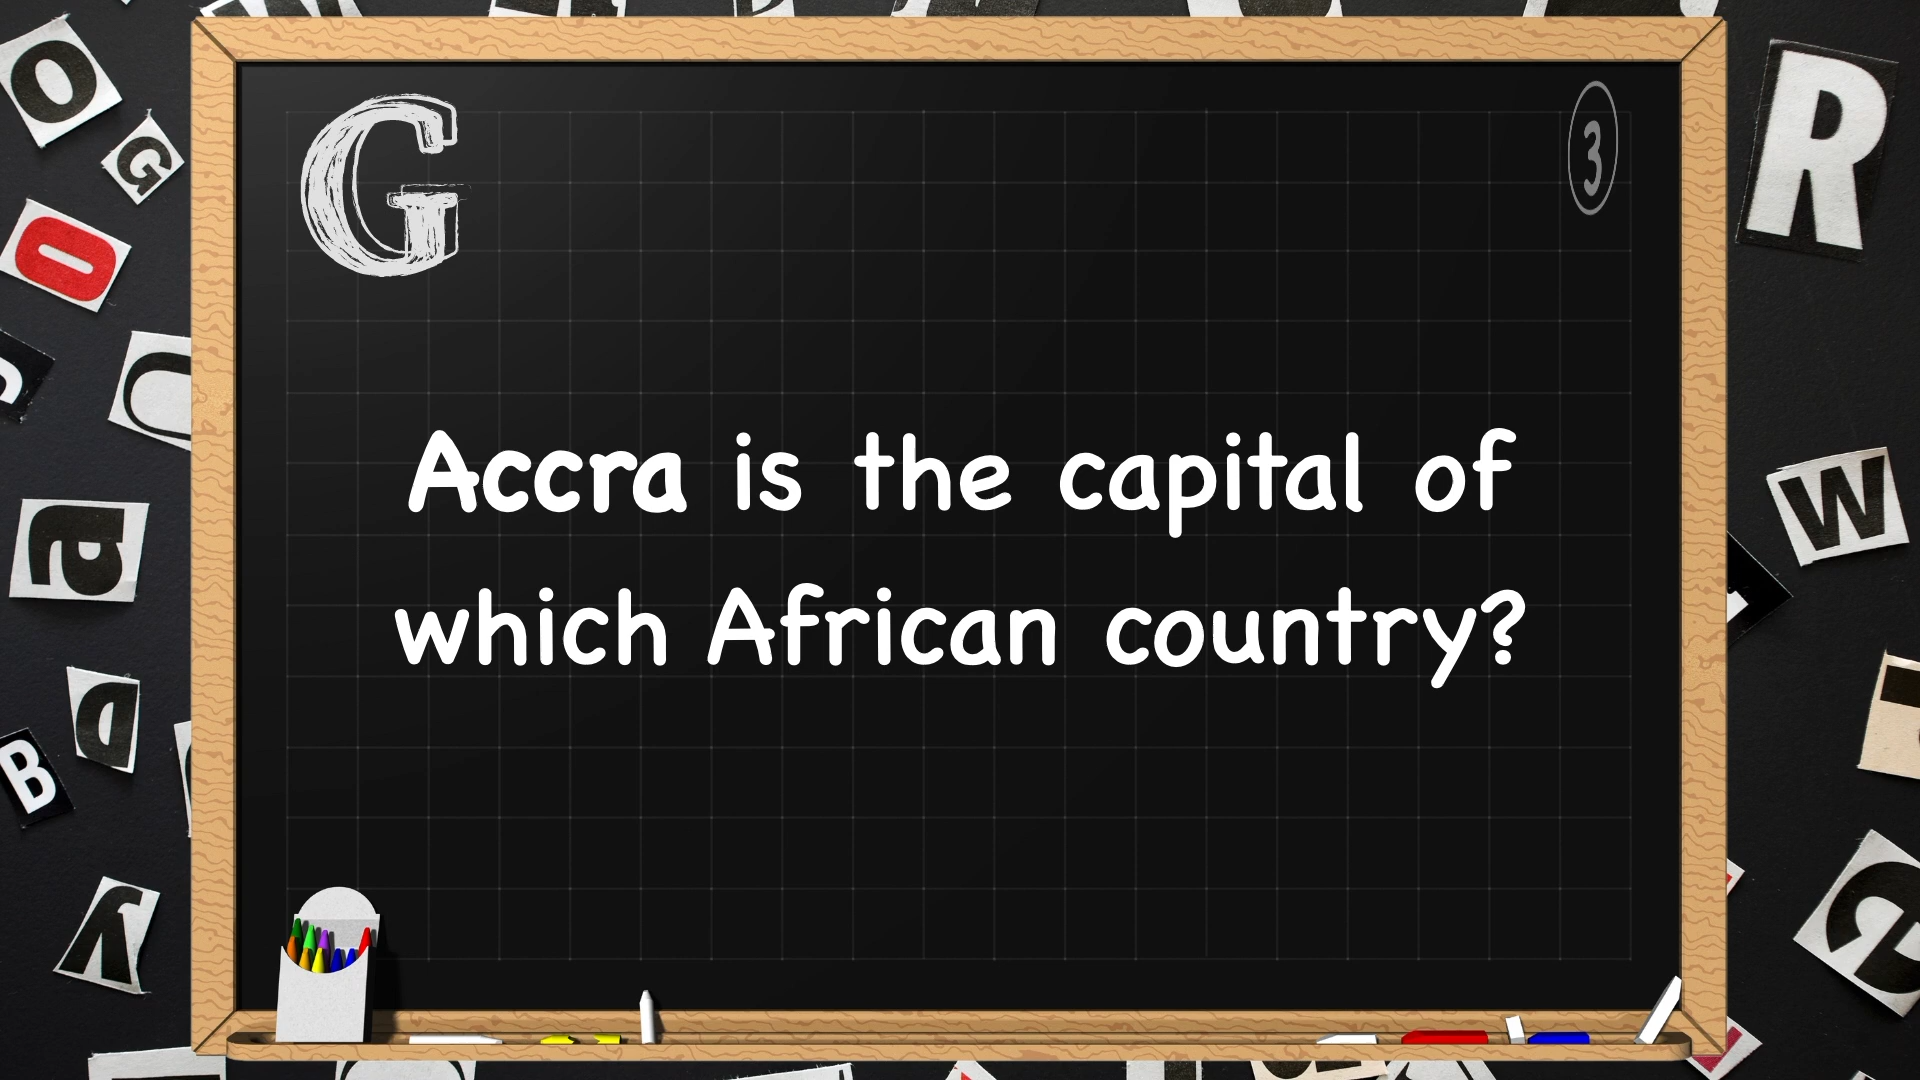 G
3
Accra is the capital of
which African country?
O
G
O
a
B
y
R
W
e